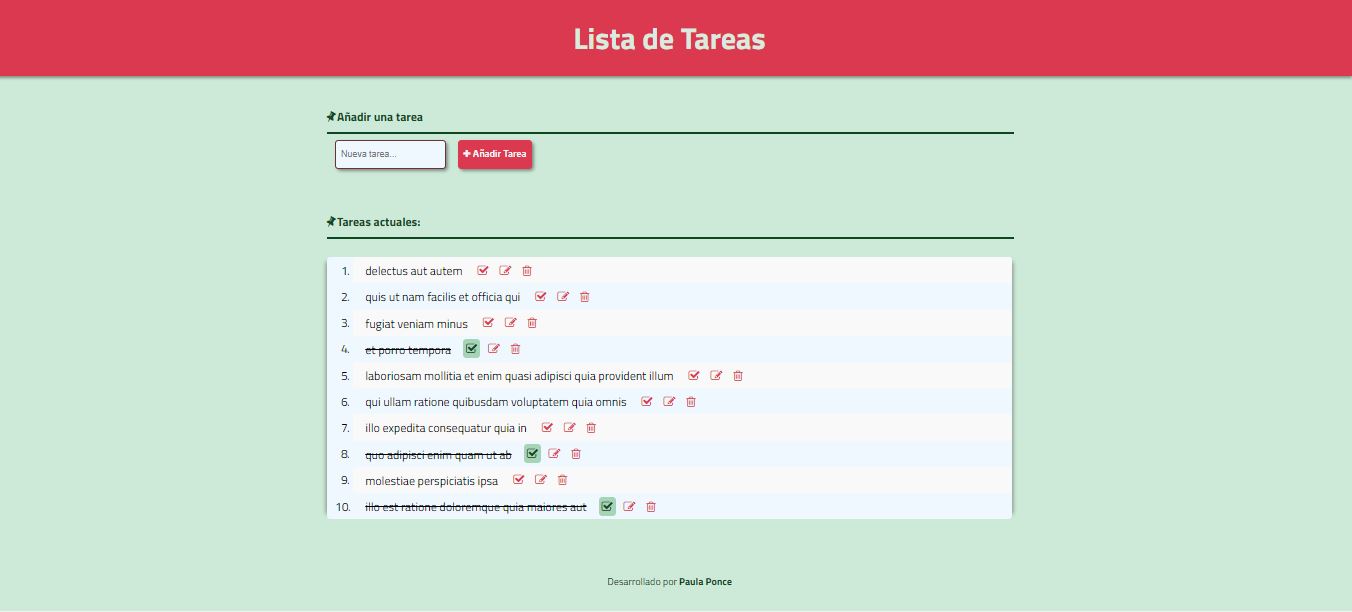 Lista de Tareas
Añadir una tarea
Nueva tarea...
Añadir Tarea
Tareas actuales:
1. delectus aut autem
2. quis ut nam facilis et officia qui
3. fugiat veniam minus
4. et porro tempora
5. laboriosam mollitia et enim quasi adipisci quia provident illum
6. qui ullam ratione quibusdam voluptatem quia omnis
7. illo expedita consequatur quia in
8. quo adipisci enim quam ut ab
9. molestiae perspiciatis ipsa
10. illo est ratione doloremque quia maiores aut
Desarrollado por Paula Ponce